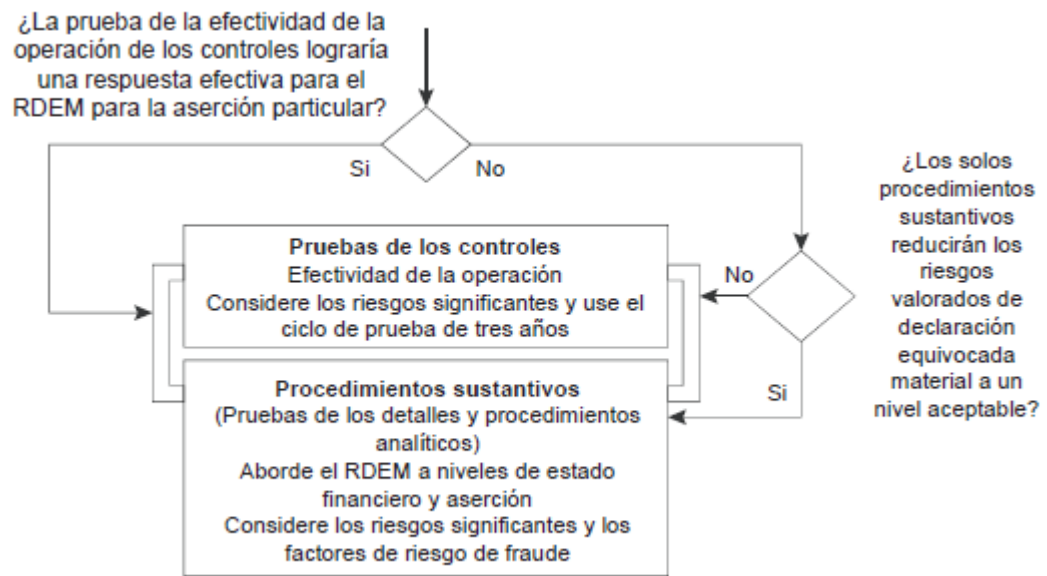 ¿La prueba de la efectividad de la
operación de los controles lograría
una respuesta efectiva para el
RDEM para la aserción particular?
Si
No
¿Los solos
procedimientos
sustantivos
reducirán los
riesgos
valorados de
declaración
equivocada
material a un
nivel aceptable?
Pruebas de los controles
Efectividad de la operación
Considere los riesgos significantes y use el
ciclo de prueba de tres años
No
Si
Procedimientos sustantivos
(Pruebas de los detalles y procedimientos
analíticos)
Aborde el RDEM a niveles de estado
financiero y aserción
Considere los riesgos significantes y los
factores de riesgo de fraude